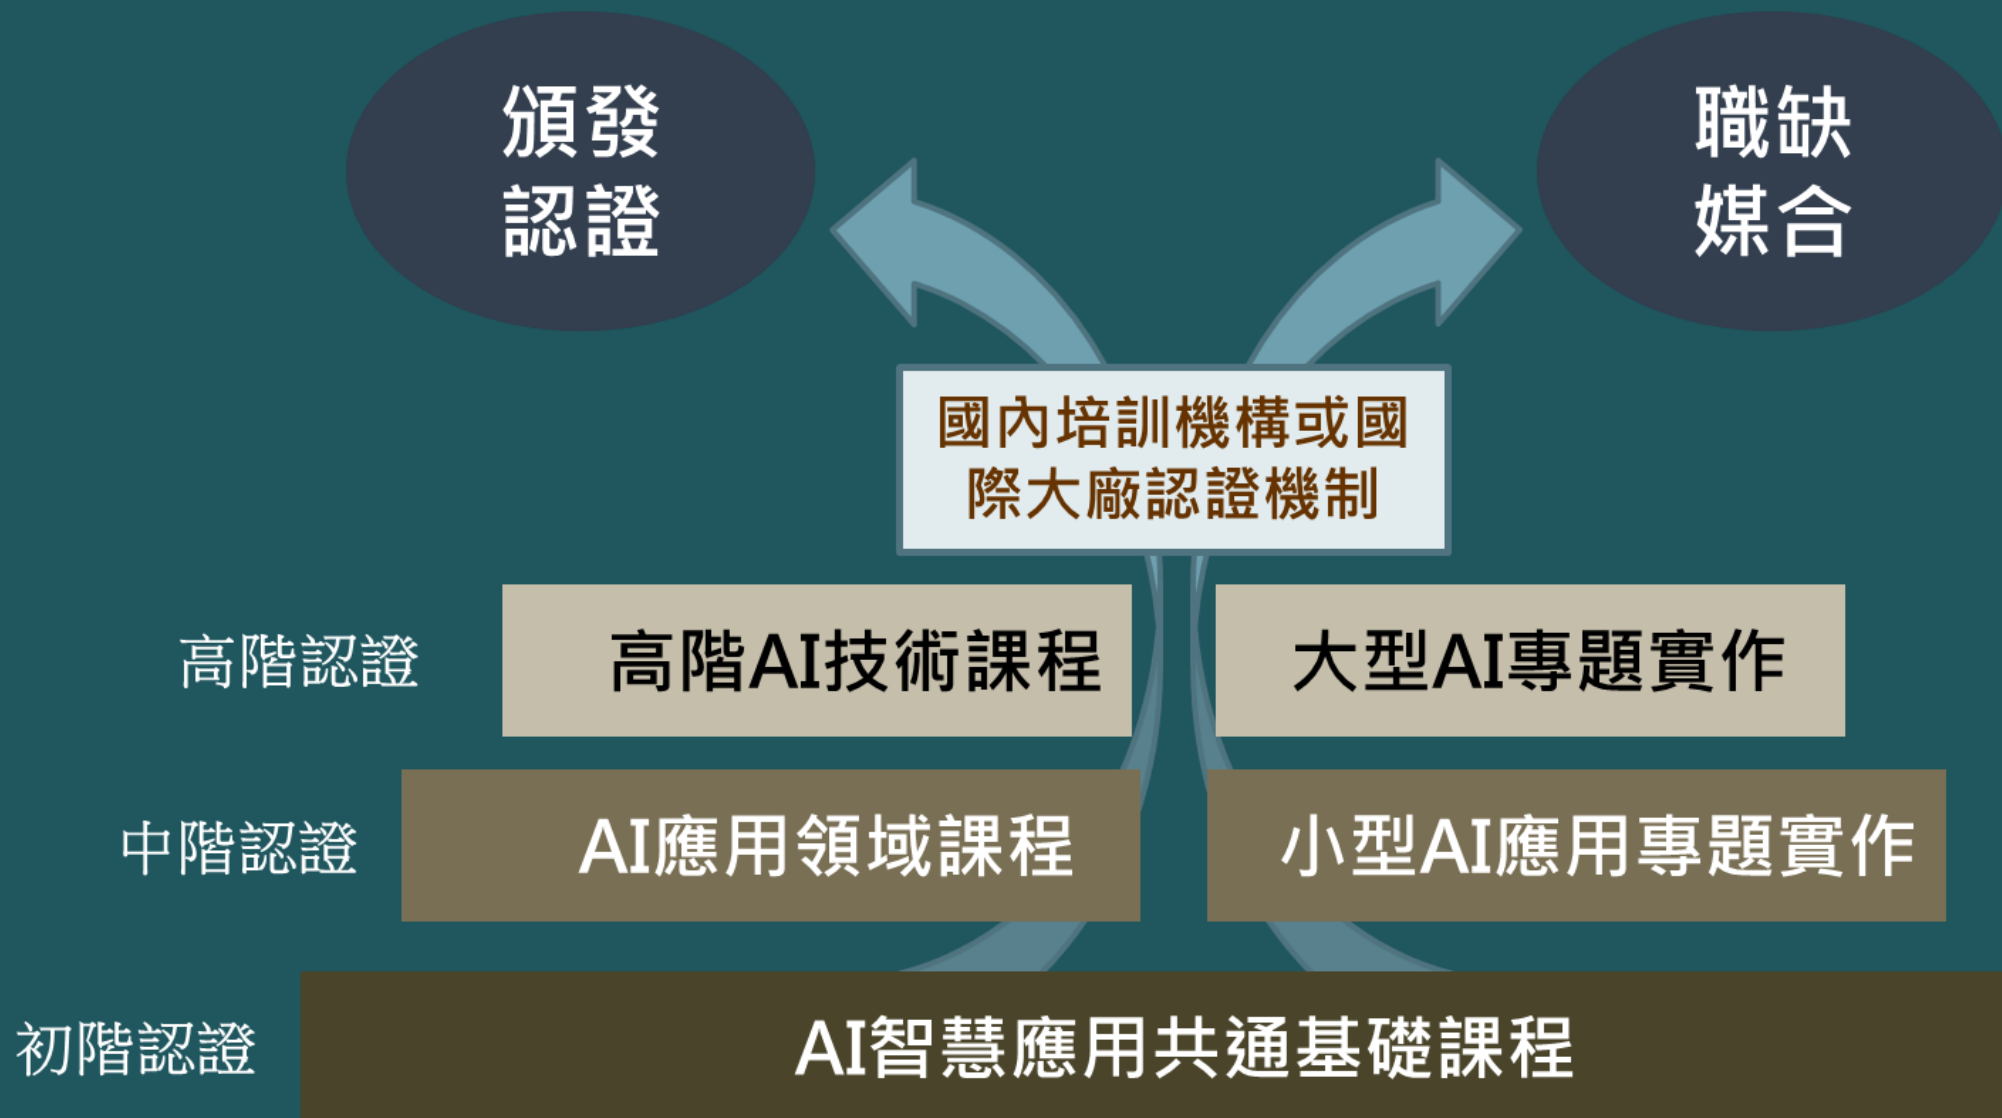 頒發
認證
職缺
媒合
國內培訓機構或國
際大廠認證機制
高階認證
高階AI技術課程
大型AI專題實作
中階認證
AI應用領域課程
小型AI應用專題實作
初階認證
AI智慧應用共通基礎課程